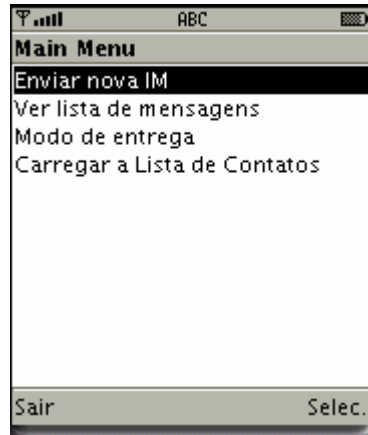 ABC
Main Menu
Enviar nova IM
Ver lista de mensagens
Modo de entrega
Carregar a Lista de Contatos
Sair Selec.